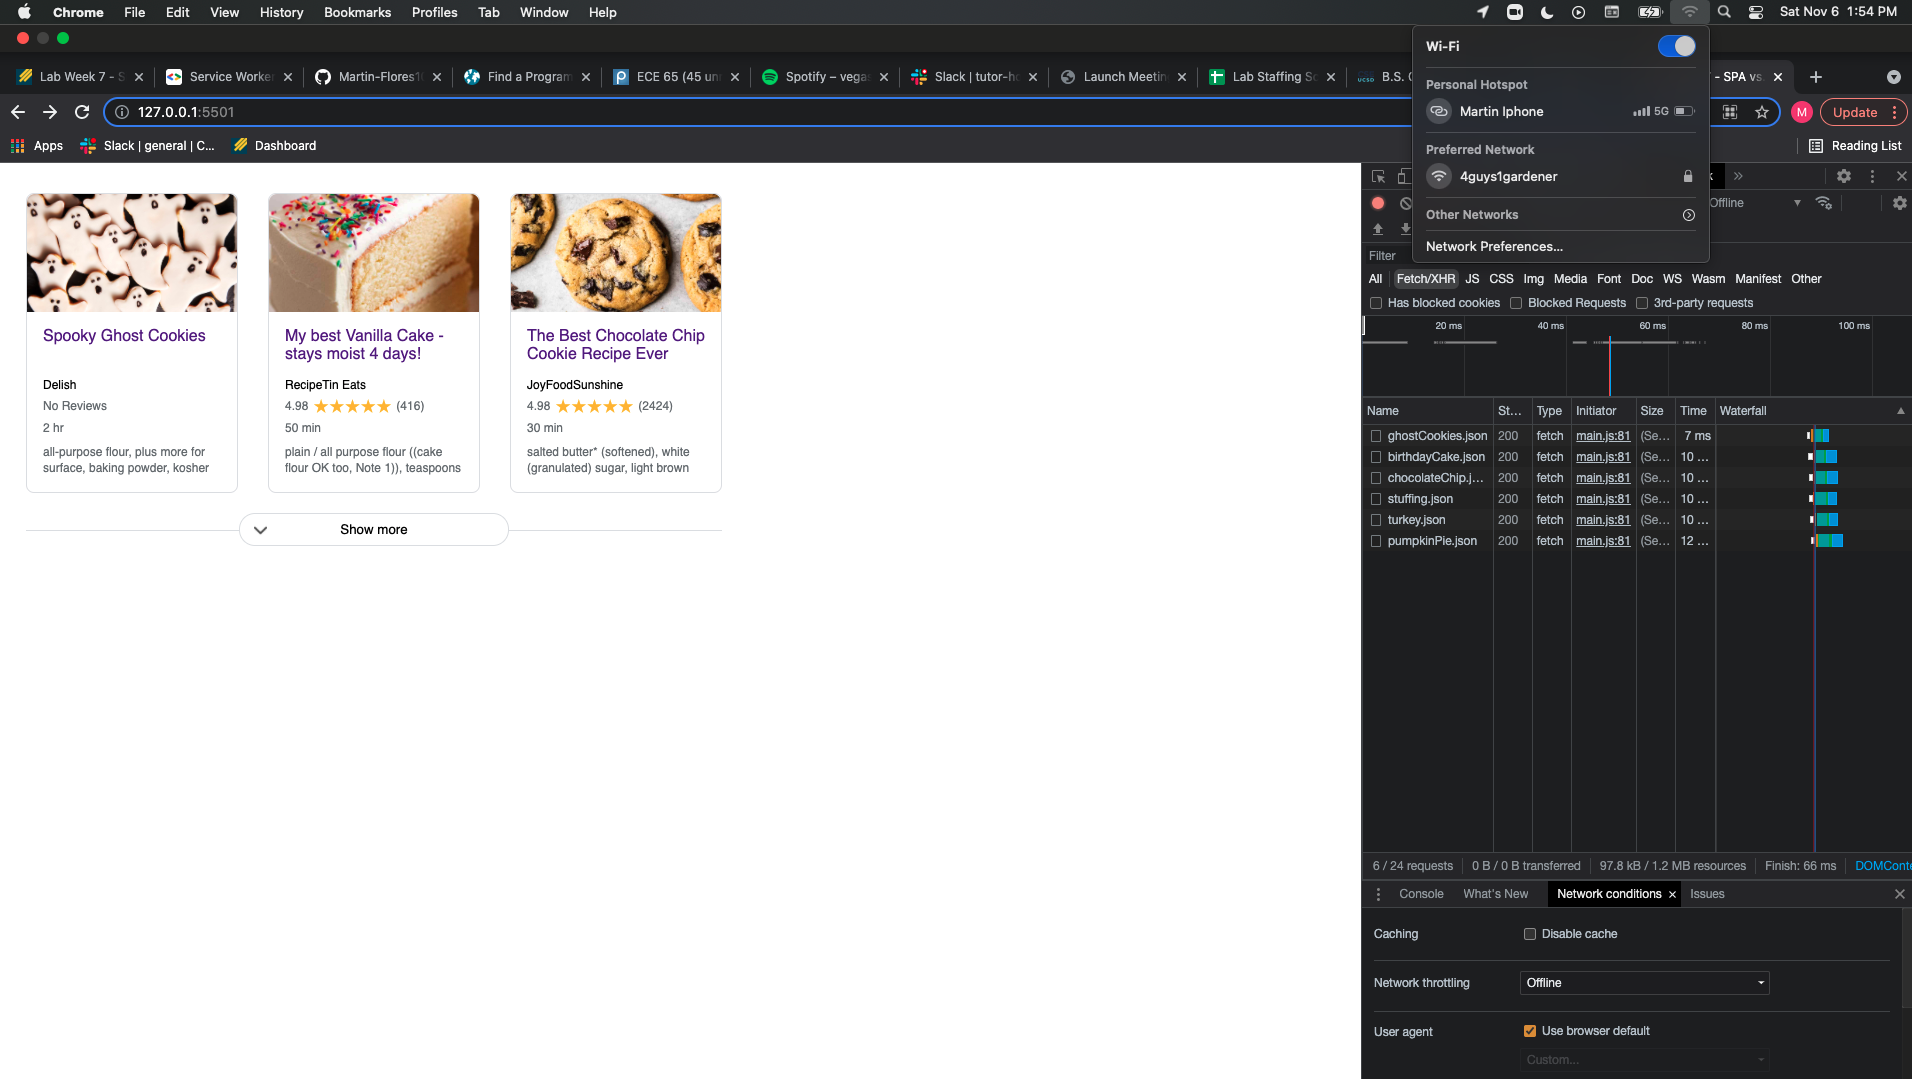 Chrome File Edit View History Bookmarks Profiles Tab Window Help Sat Nov 6 1:54 PM
Wi-Fi
Personal Hotspot
Martin Iphone 5G
Preferred Network
4guys1gardener
Other Networks
Network Preferences...
Lab Week 7 - S Service Worker Martin-Flores1 Find a Program ECE 65 (45 un Spotify – vegas Slack | tutor-ho Launch Meetin Lab Staffing Sc B.S. - SPA vs.
127.0.0.1:5501
M Update
Apps Slack | general | C... Dashboard Reading List
Spooky Ghost Cookies
Delish
No Reviews
2 hr
all-purpose flour, plus more for
surface, baking powder, kosher
My best Vanilla Cake -
stays moist 4 days!
RecipeTin Eats
4.98 (416)
50 min
plain / all purpose flour ((cake
flour OK too, Note 1)), teaspoons
The Best Chocolate Chip
Cookie Recipe Ever
JoyFoodSunshine
4.98 (2424)
30 min
salted butter* (softened), white
(granulated) sugar, light brown
Show more
Offline
Filter
All Fetch/XHR JS CSS Img Media Font Doc WS Wasm Manifest Other
Has blocked cookies Blocked Requests 3rd-party requests
20 ms 40 ms 60 ms 80 ms 100 ms
Name St... Type Initiator Size Time Waterfall
ghostCookies.json 200 fetch main.js:81 (Se... 7 ms
birthdayCake.json 200 fetch main.js:81 (Se... 10 ...
chocolateChip.j... 200 fetch main.js:81 (Se... 10 ...
stuffing.json 200 fetch main.js:81 (Se... 10 ...
turkey.json 200 fetch main.js:81 (Se... 10 ...
pumpkinPie.json 200 fetch main.js:81 (Se... 12 ...
6 / 24 requests 0 B / 0 B transferred 97.8 kB / 1.2 MB resources Finish: 66 ms DOMConte
Console What's New Network conditions Issues
Caching Disable cache
Network throttling Offline
User agent Use browser default
Custom...